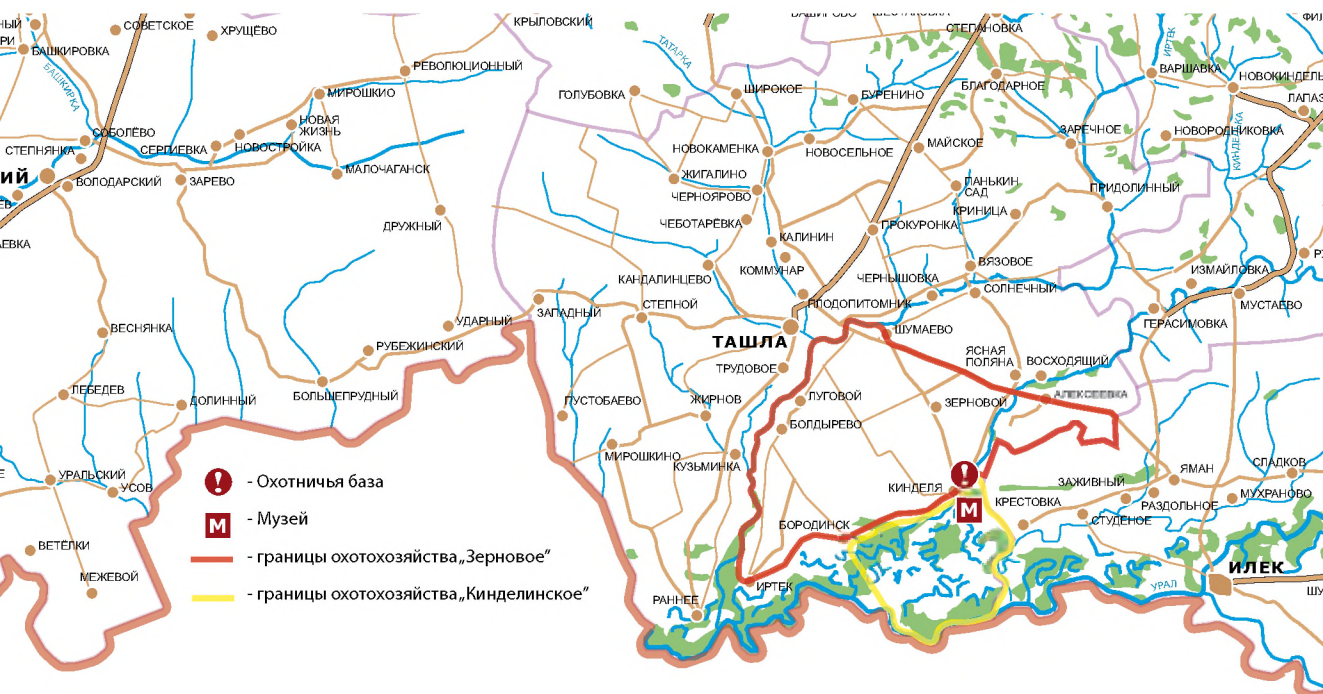 СОВЕТСКОЕ
ХРУЩЁВО
КРЫЛОВСКИЙ
СТЕПАНОВКА
БАШКИРОВКА
БАШКИРКА
РЕВОЛЮЦИОННЫЙ
ТАТАРКА
ИРТЕК
ВАРШАВКА
МИРОШКИО
ГОЛУБОВКА
ШИРОКОЕ
БУРЕНИНО
БЛАГОДАРНОЕ
НОВАЯ
ЖИЗНЬ
СОБОЛЁВО
СТЕПНЯНКА
СЕРГИЕВКА
НОВОСТРОЙКА
НОВОКАМЕНКА
НОВОСЕЛЬНОЕ
МАЙСКОЕ
ЗАРЕЧНОЕ
НОВОРОДНИКОВКА
КИНДЕЛЬКА
ИЙ
ВОЛОДАРСКИЙ
ЗАРЕВО
МАЛОЧАГАНСК
ЖИГАЛИНО
ЧЕРНОЯРОВО
ПАНЬКИН
САД
ПРИДОЛИННЫЙ
ДРУЖНЫЙ
ЧЕБОТАРЁВКА
КРИНИЦА
ПРОКУРОНКА
КАЛИНИН
КОММУНАР
КАНДАЛИНЦЕВО
ЧЕРНЫШОВКА
ВЯЗОВОЕ
СОЛНЕЧНЫЙ
ИЗМАЙЛОВКА
МУСТАЕВО
СТЕПНОЙ
ЗАПАДНЫЙ
ПЛОДОПИТОМНИК
ГЕРАСИМОВКА
ВЕСНЯНКА
УДАРНЫЙ
РУБЕЖИНСКИЙ
ТАШЛА
ШУМАЕВО
ТРУДОВОЕ
ЯСНАЯ
ПОЛЯНА
ВОСХОДЯЩИЙ
ЛЕБЕДЕВ
ДОЛИННЫЙ
БОЛЬШЕПРУДНЫЙ
ПУСТОБАЕВО
ЖИРНОВ
ЛУГОВОЙ
БОЛДЫРЕВО
ЗЕРНОВОЙ
АЛЕКСЕЕВКА
МИРОШКИНО
КУЗЬМИНКА
УРАЛЬСКИЙ
УСОВ
КИНДЕЛЯ
КРЕСТОВКА
ЗАЖИВНЫЙ
ЯМАН
СЛАДКОВ
РАЗДОЛЬНОЕ
МУХРАНОВО
СТУДЕНОЕ
БОРОДИНСК
ВЕТЁЛКИ
МЕЖЕВОЙ
РАННЕЕ
ИРТЕК
УРАЛ
ИЛЕК
! - Охотничья база
М - Музей
- границы охотохозяйства „Зерновое”
- границы охотохозяйства „Кинделинское”
!
М